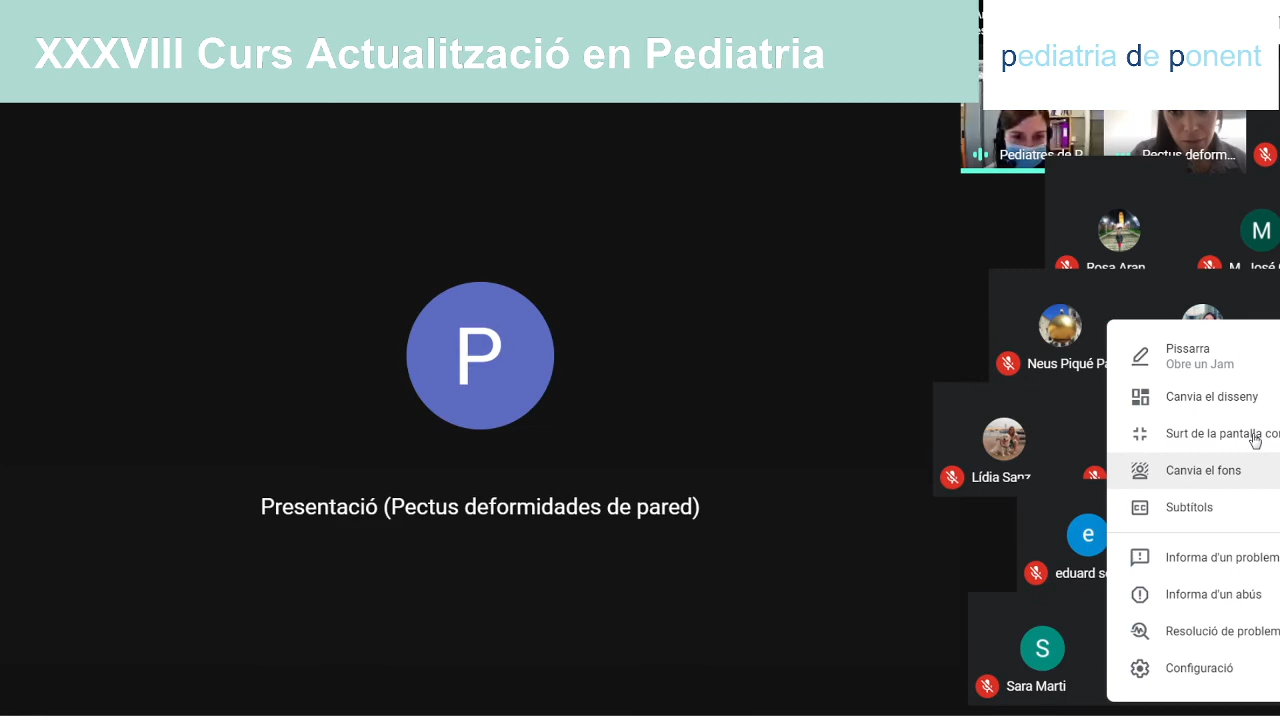 XXXVIII Curs Actualització en Pediatria
pediatria de ponent
Pediatres de P
Pectus deform...
Rosa Aran
M
M. José
Neus Piqué Pa
Pissarra
Obre un Jam
Canvia el disseny
Surt de la pantalla co
Canvia el fons
Subtítols
P
Lídia Sanz
Presentació (Pectus deformidades de pared)
e
eduard s
Informa d'un problem
Informa d'un abús
Resolució de problem
Configuració
S
Sara Marti